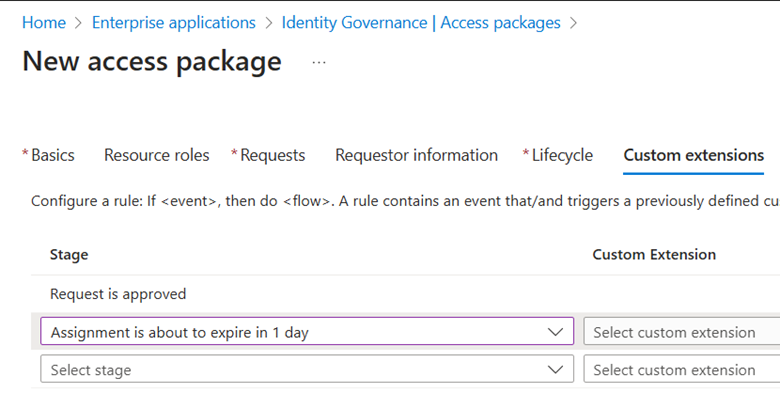 Home > Enterprise applications > Identity Governance | Access packages >
New access package ...
*Basics Resource roles *Requests Requestor information *Lifecycle Custom extensions
Configure a rule: If <event>, then do <flow>. A rule contains an event that/and triggers a previously defined cu
Stage Custom Extension
Request is approved
Assignment is about to expire in 1 day Select custom extension
Select stage Select custom extension